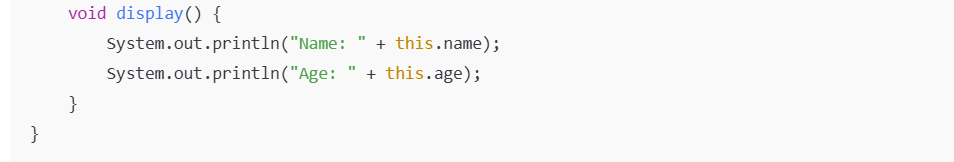 void display() {
System.out.println("Name: " + this.name);
System.out.println("Age: " + this.age);
}
}